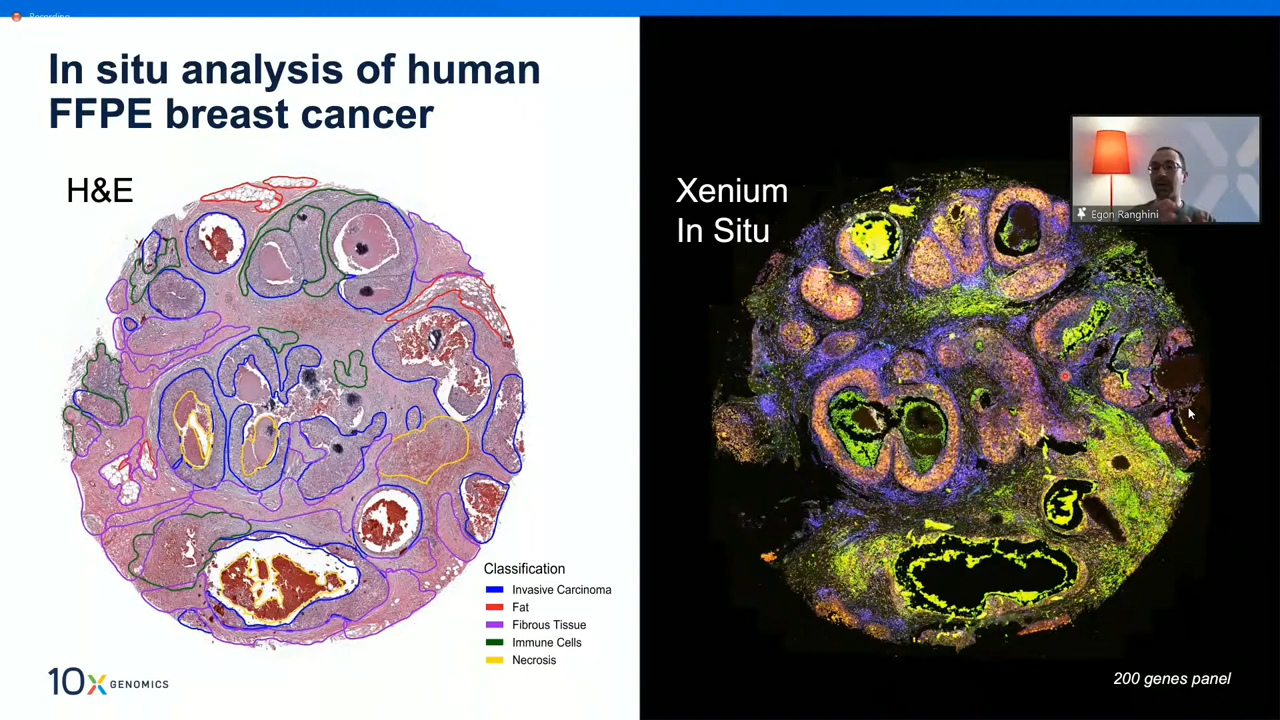 Recording
In situ analysis of human
FFPE breast cancer
H&E
Classification
Invasive Carcinoma
Fat
Fibrous Tissue
Immune Cells
Necrosis
10X GENOMICS
Xenium
In Situ
Egon Ranghini
200 genes panel